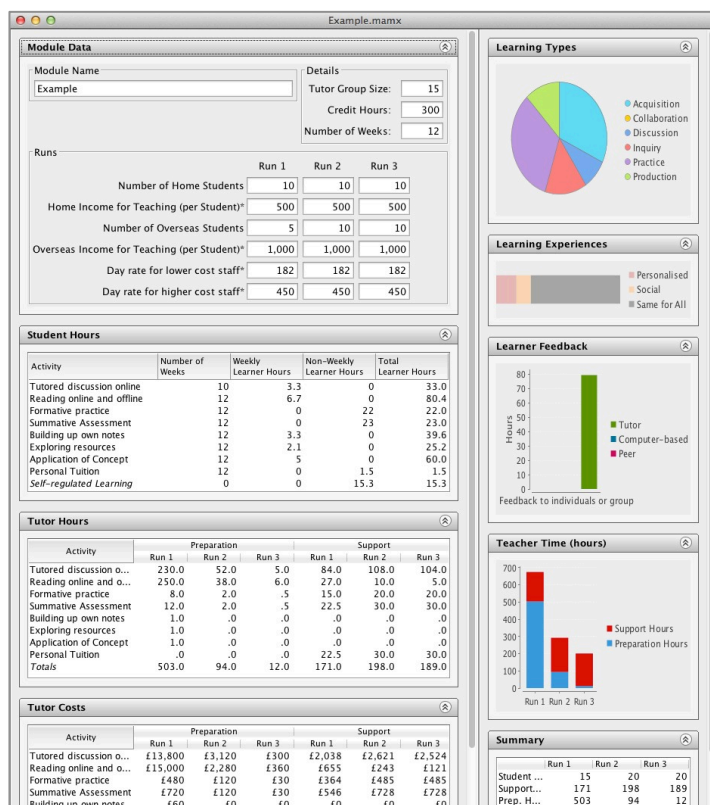 Example.mamx
Module Data
Module Name
Example
Details
Tutor Group Size: 15
Credit Hours: 300
Number of Weeks: 12
Runs
Run 1 Run 2 Run 3
Number of Home Students 10 10 10
Home Income for Teaching (per Student)* 500 500 500
Number of Overseas Students 5 10 10
Overseas Income for Teaching (per Student)* 1,000 1,000 1,000
Day rate for lower cost staff* 182 182 182
Day rate for higher cost staff* 450 450 450
Student Hours
Activity Number of Weeks Weekly Learner Hours Non-Weekly Learner Hours Total Learner Hours
Tutored discussion online 10 3.3 0 33.0
Reading online and offline 12 6.7 0 80.4
Formative practice 12 0 22 22.0
Summative Assessment 12 0 23 23.0
Building up own notes 12 3.3 0 39.6
Exploring resources 12 2.1 0 25.2
Application of Concept 12 5 0 60.0
Personal Tuition 12 0 1.5 1.5
Self-regulated Learning 0 0 15.3 15.3
Tutor Hours
Activity Preparation Support
Run 1 Run 2 Run 3 Run 1 Run 2 Run 3
Tutored discussion o... 230.0 52.0 5.0 84.0 108.0 104.0
Reading online and o... 250.0 38.0 6.0 27.0 10.0 5.0
Formative practice 8.0 2.0 .5 15.0 20.0 20.0
Summative Assessment 12.0 2.0 .5 22.5 30.0 30.0
Building up own notes 1.0 .0 .0 .0 .0 .0
Exploring resources 1.0 .0 .0 .0 .0 .0
Application of Concept 1.0 .0 .0 .0 .0 .0
Personal Tuition .0 .0 .0 22.5 30.0 30.0
Totals 503.0 94.0 12.0 171.0 198.0 189.0
Tutor Costs
Activity Preparation Support
Run 1 Run 2 Run 3 Run 1 Run 2 Run 3
Tutored discussion o... £13,800 £3,120 £300 £2,038 £2,621 £2,524
Reading online and o... £15,000 £2,280 £360 £655 £243 £121
Formative practice £480 £120 £30 £364 £485 £485
Summative Assessment £720 £120 £30 £546 £728 £728
Building up own notes £60 £0 £0 £0 £0 £0
Learning Types
Acquisition
Collaboration
Discussion
Inquiry
Practice
Production
Learning Experiences
Personalised
Social
Same for All
Learner Feedback
80
70
60
50
40
30
20
10
0
Hours
Tutor
Computer-based
Peer
Feedback to individuals or group
Teacher Time (hours)
700
600
500
400
300
200
100
0
Support Hours
Preparation Hours
Run 1 Run 2 Run 3
Summary
Run 1 Run 2 Run 3
Student ... 15 20 20
Support... 171 198 189
Prep. H... 503 94 12